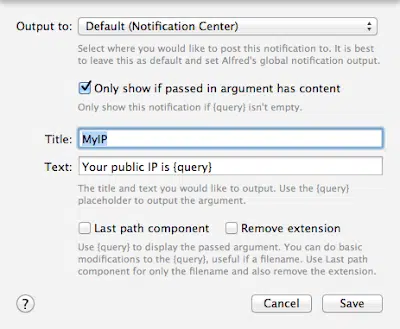 Output to: Default (Notification Center)
Select where you would like to post this notification to. It is best
to leave this as default and set Alfred's global notification output.
Only show if passed in argument has content
Only show this notification if {query} isn't empty.
Title: MyIP
Text: Your public IP is {query}
The title and text you would like to output. Use the {query}
placeholder to output the argument.
Last path component Remove extension
Use {query} to display the passed argument. You can do basic
modifications to the {query}, useful if a filename. Use Last path
component for only the filename and also remove the extension.
? Cancel Save